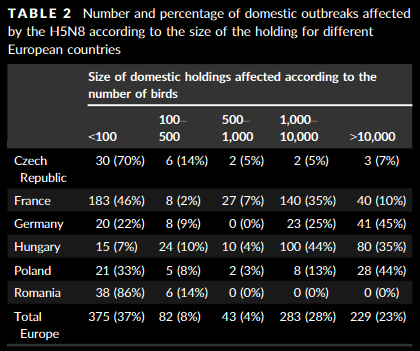 TABLE 2 Number and percentage of domestic outbreaks affected
by the H5N8 according to the size of the holding for different
European countries
Size of domestic holdings affected according to the
number of birds
<100 100–500 500–1,000 1,000–10,000 >10,000
Czech Republic 30 (70%) 6 (14%) 2 (5%) 2 (5%) 3 (7%)
France 183 (46%) 8 (2%) 27 (7%) 140 (35%) 40 (10%)
Germany 20 (22%) 8 (9%) 0 (0%) 23 (25%) 41 (45%)
Hungary 15 (7%) 24 (10%) 10 (4%) 100 (44%) 80 (35%)
Poland 21 (33%) 5 (8%) 2 (3%) 8 (13%) 28 (44%)
Romania 38 (86%) 6 (14%) 0 (0%) 0 (0%) 0 (0%)
Total Europe 375 (37%) 82 (8%) 43 (4%) 283 (28%) 229 (23%)